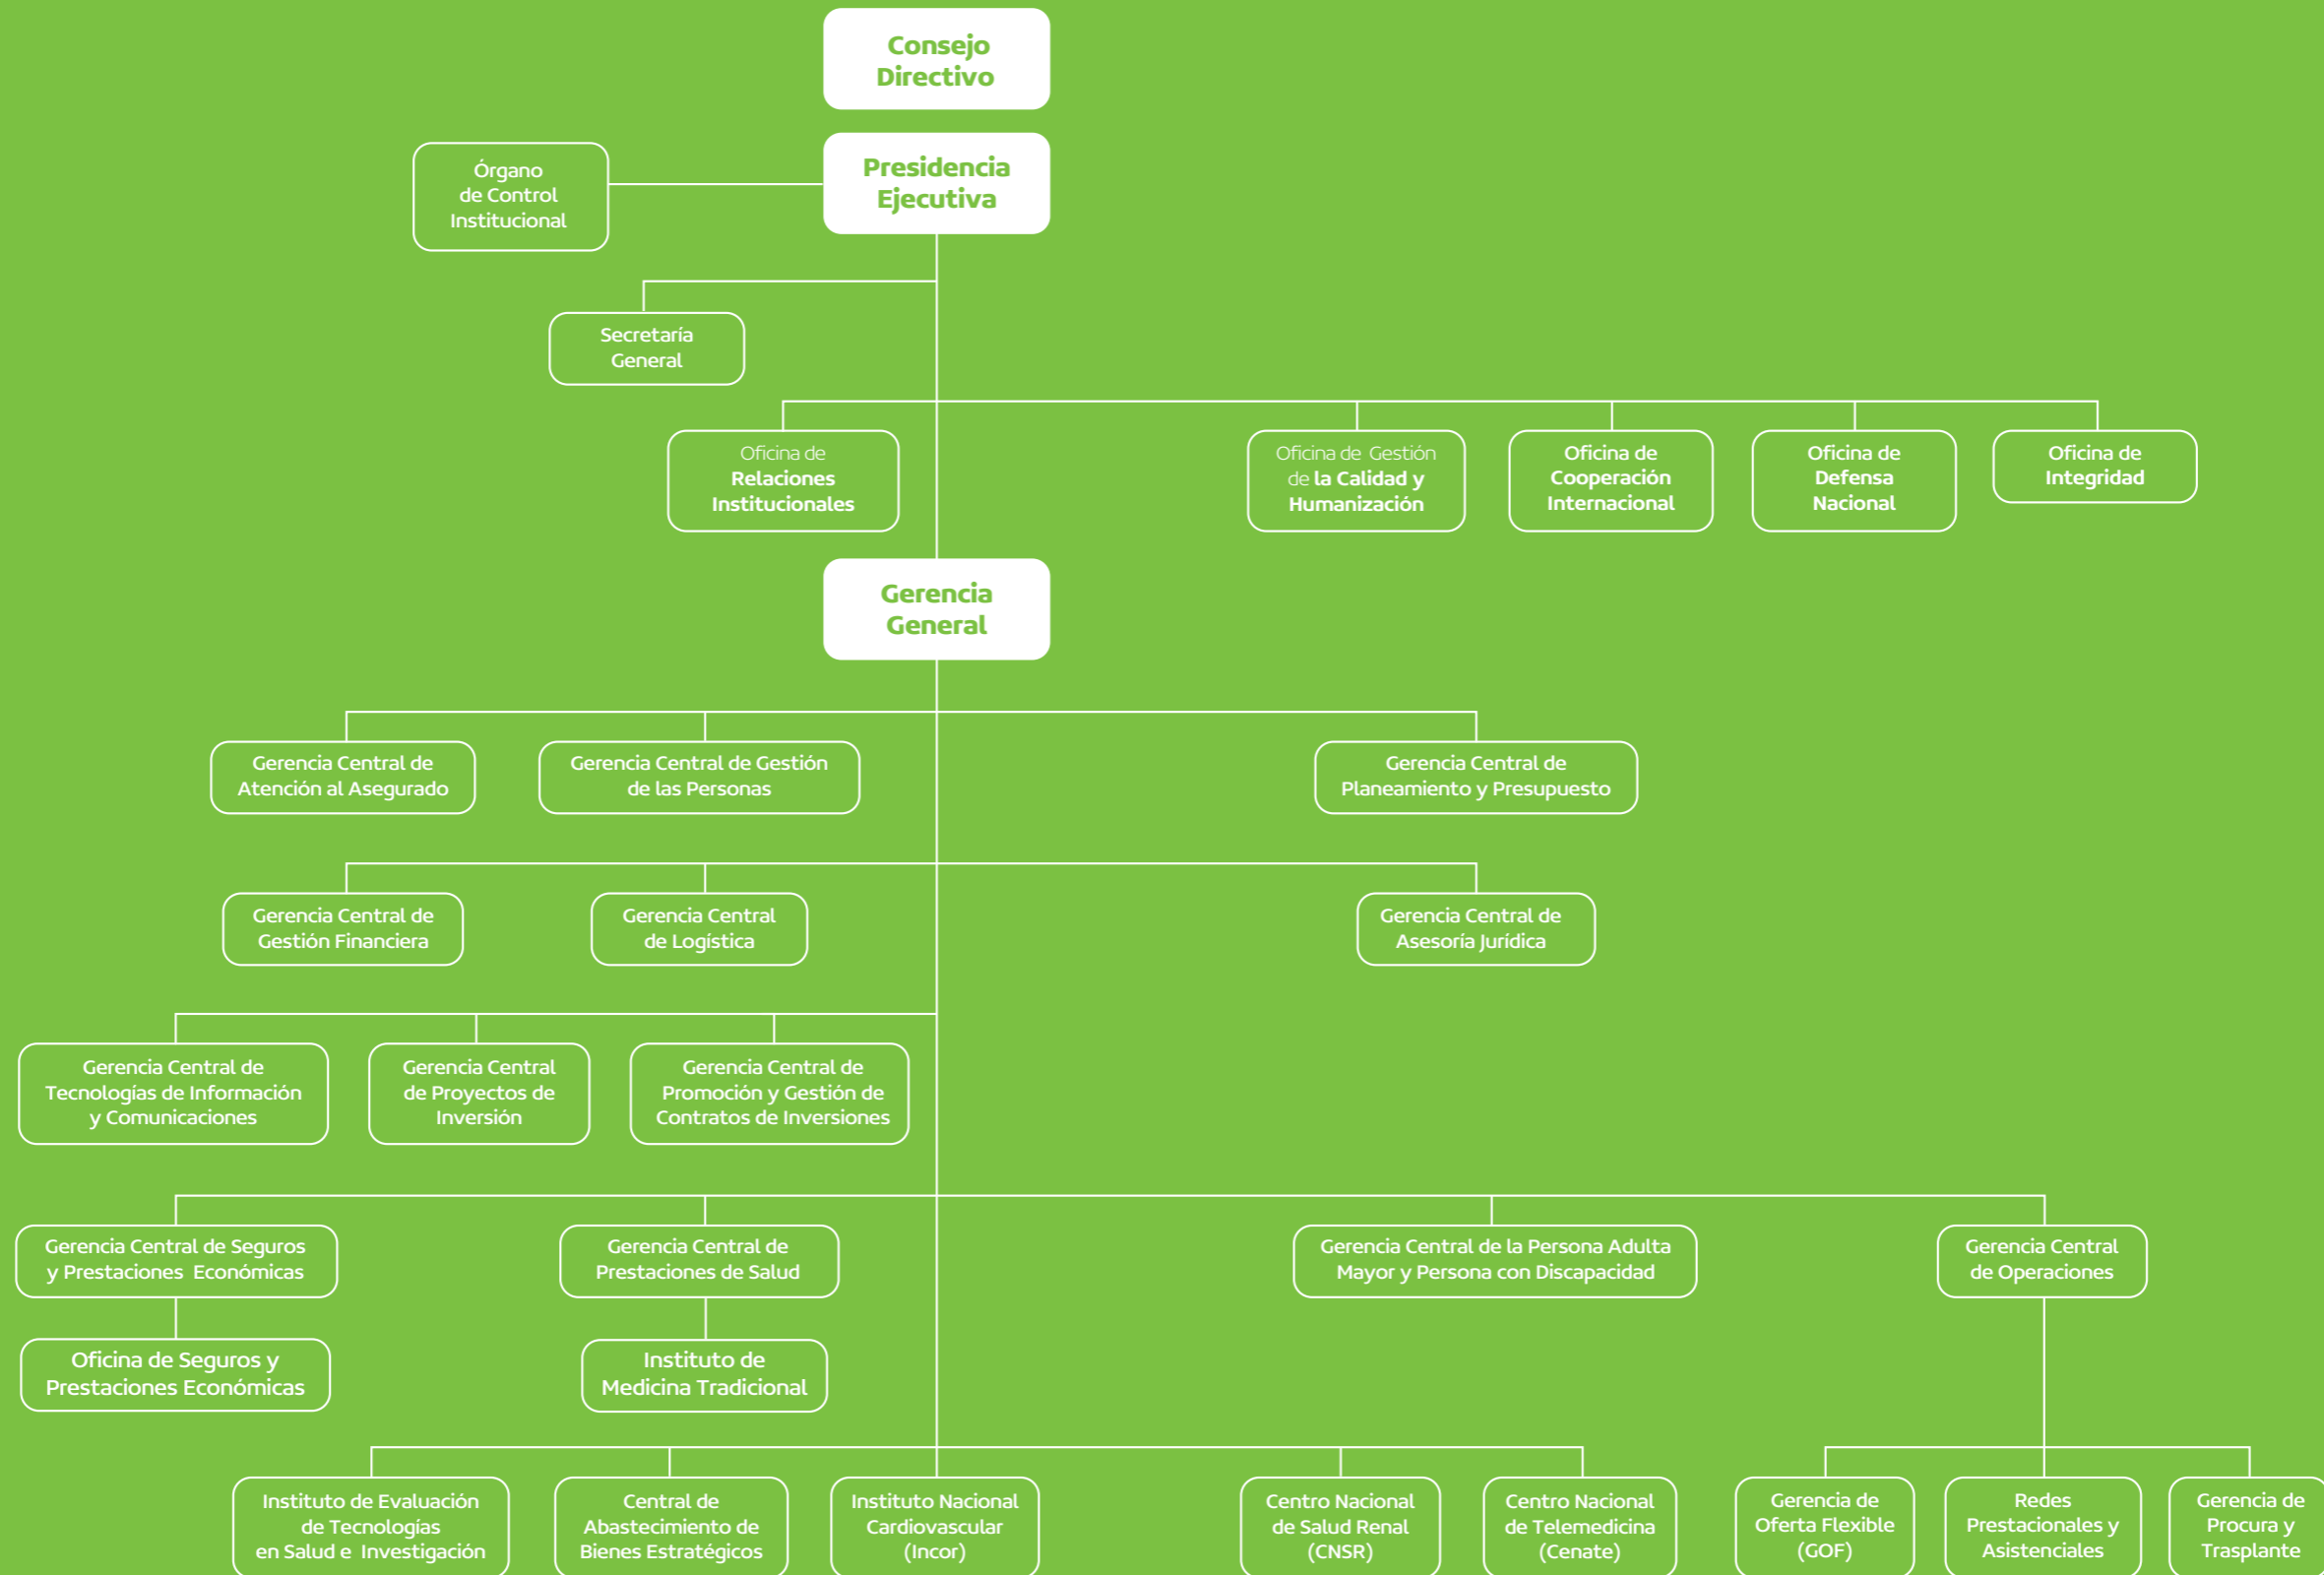 Consejo
Directivo
Órgano
de Control
Institucional
Presidencia
Ejecutiva
Secretaría
General
Oficina de
Relaciones
Institucionales
Oficina de Gestión
de la Calidad y
Humanización
Oficina de
Cooperación
Internacional
Oficina de
Defensa
Nacional
Oficina de
Integridad
Gerencia
General
Gerencia Central de
Atención al Asegurado
Gerencia Central de Gestión
de las Personas
Gerencia Central de
Planeamiento y Presupuesto
Gerencia Central de
Gestión Financiera
Gerencia Central
de Logística
Gerencia Central de
Asesoría Jurídica
Gerencia Central de
Tecnologías de Información
y Comunicaciones
Gerencia Central
de Proyectos de
Inversión
Gerencia Central de
Promoción y Gestión de
Contratos de Inversiones
Gerencia Central de Seguros
y Prestaciones Económicas
Gerencia Central de
Prestaciones de Salud
Gerencia Central de la Persona Adulta
Mayor y Persona con Discapacidad
Gerencia Central
de Operaciones
Oficina de Seguros y
Prestaciones Económicas
Instituto de
Medicina Tradicional
Instituto de Evaluación
de Tecnologías
en Salud e Investigación
Central de
Abastecimiento de
Bienes Estratégicos
Instituto Nacional
Cardiovascular
(Incor)
Centro Nacional
de Salud Renal
(CNSR)
Centro Nacional
de Telemedicina
(Cenate)
Gerencia de
Oferta Flexible
(GOF)
Redes
Prestacionales y
Asistenciales
Gerencia de
Procura y
Trasplante